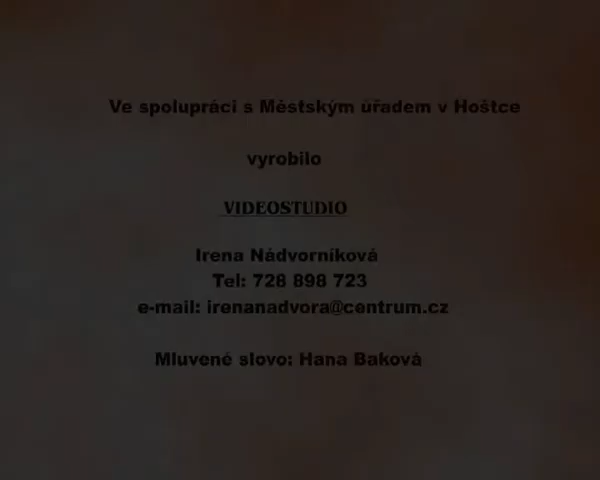 Ve spolupráci s Městským úřadem v Hoštce
vyrobilo
VIDEOSTUDIO
Irena Nádvorníková
Tel: 728 898 723
e-mail: irenanadvora@centrum.cz
Mluvené slovo: Hana Baková